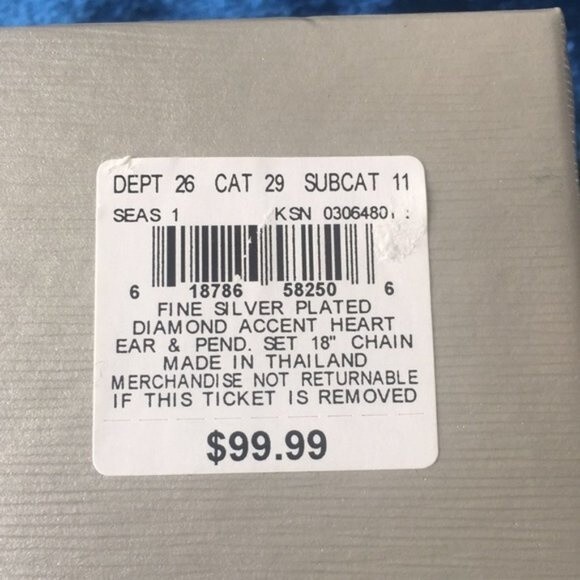 DEPT 26 CAT 29 SUBCAT 11
SEAS 1 KSN
6 18786 58250 6
FINE SILVER PLATED
DIAMOND ACCENT HEART
EAR & PEND. SET 18" CHAIN
MADE IN THAILAND
MERCHANDISE NOT RETURNABLE
IF THIS TICKET IS REMOVED
$99.99